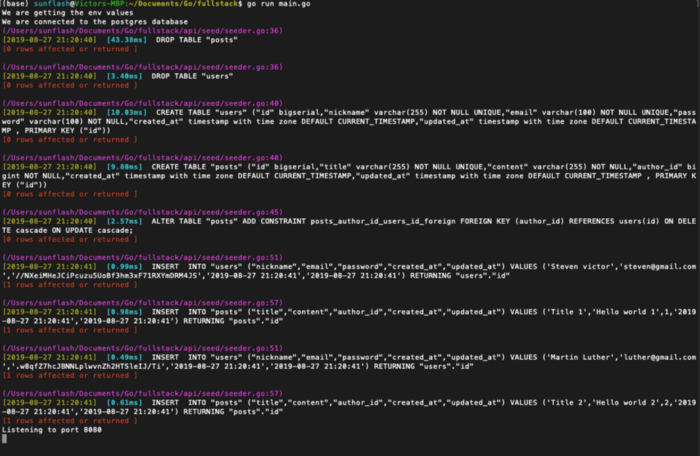 (base) sunflash@Victors-MBP:~/Documents/Go/fullstack$ go run main.go
We are getting the env values
We are connected to the postgres database
(/Users/sunflash/Documents/Go/fullstack/api/seed/seeder.go:36)
[2019-08-27 21:20:40]  [43.38ms]  DROP TABLE "posts"
[0 rows affected or returned ]
(/Users/sunflash/Documents/Go/fullstack/api/seed/seeder.go:36)
[2019-08-27 21:20:40]  [3.40ms]  DROP TABLE "users"
[0 rows affected or returned ]
(/Users/sunflash/Documents/Go/fullstack/api/seed/seeder.go:40)
[2019-08-27 21:20:40]  [10.03ms]  CREATE TABLE "users" ("id" bigserial,"nickname" varchar(255) NOT NULL UNIQUE,"email" varchar(100) NOT NULL UNIQUE,"pass
word" varchar(100) NOT NULL,"created_at" timestamp with time zone DEFAULT CURRENT_TIMESTAMP,"updated_at" timestamp with time zone DEFAULT CURRENT_TIMESTA
MP , PRIMARY KEY ("id"))
[0 rows affected or returned ]
(/Users/sunflash/Documents/Go/fullstack/api/seed/seeder.go:40)
[2019-08-27 21:20:40]  [9.80ms]  CREATE TABLE "posts" ("id" bigserial,"title" varchar(255) NOT NULL UNIQUE,"content" varchar(255) NOT NULL,"author_id" bi
gint NOT NULL,"created_at" timestamp with time zone DEFAULT CURRENT_TIMESTAMP,"updated_at" timestamp with time zone DEFAULT CURRENT_TIMESTAMP , PRIMARY K
EY ("id"))
[0 rows affected or returned ]
(/Users/sunflash/Documents/Go/fullstack/api/seed/seeder.go:45)
[2019-08-27 21:20:40]  [2.57ms]  ALTER TABLE "posts" ADD CONSTRAINT posts_author_id_users_id_foreign FOREIGN KEY (author_id) REFERENCES users(id) ON DELE
TE cascade ON UPDATE cascade;
[0 rows affected or returned ]
(/Users/sunflash/Documents/Go/fullstack/api/seed/seeder.go:51)
[2019-08-27 21:20:41]  [0.99ms]  INSERT  INTO "users" ("nickname","email","password","created_at","updated_at") VALUES ('Steven victor','steven@gmail.com
','2019-08-27 21:20:41','2019-08-27 21:20:41') RETURNING "users"."id"
[1 rows affected or returned ]
(/Users/sunflash/Documents/Go/fullstack/api/seed/seeder.go:57)
[2019-08-27 21:20:41]  [0.98ms]  INSERT  INTO "posts" ("title","content","author_id","created_at","updated_at") VALUES ('Title 1','Hello world 1',1,'2019
-08-27 21:20:41','2019-08-27 21:20:41') RETURNING "posts"."id"
[1 rows affected or returned ]
(/Users/sunflash/Documents/Go/fullstack/api/seed/seeder.go:51)
[2019-08-27 21:20:41]  [0.49ms]  INSERT  INTO "users" ("nickname","email","password","created_at","updated_at") VALUES ('Martin Luther','luther@gmail.com
','2019-08-27 21:20:41','2019-08-27 21:20:41') RETURNING "users"."id"
[1 rows affected or returned ]
(/Users/sunflash/Documents/Go/fullstack/api/seed/seeder.go:57)
[2019-08-27 21:20:41]  [0.61ms]  INSERT  INTO "posts" ("title","content","author_id","created_at","updated_at") VALUES ('Title 2','Hello world 2',2,'2019
-08-27 21:20:41','2019-08-27 21:20:41') RETURNING "posts"."id"
[1 rows affected or returned ]
Listening to port 8080